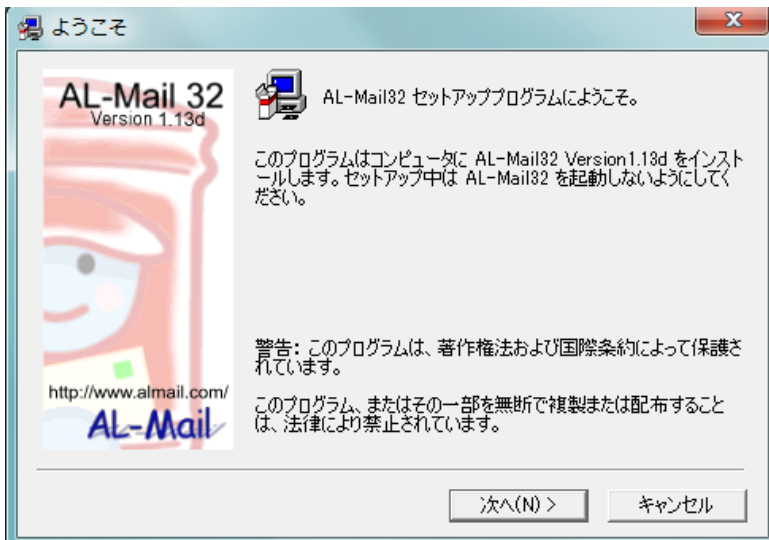 ようこそ
AL-Mail 32
Version 1.13d
AL-Mail32 セットアッププログラムにようこそ。
このプログラムはコンピュータに AL-Mail32 Version1.13d をインスト
ールします。セットアップ中は AL-Mail32 を起動しないようにしてく
ださい。
警告: このプログラムは、著作権法および国際条約によって保護さ
れています。
このプログラム、またはその一部を無断で複製または配布すること
は、法律により禁止されています。
http://www.almail.com/
AL-Mail
次へ(N) >
キャンセル